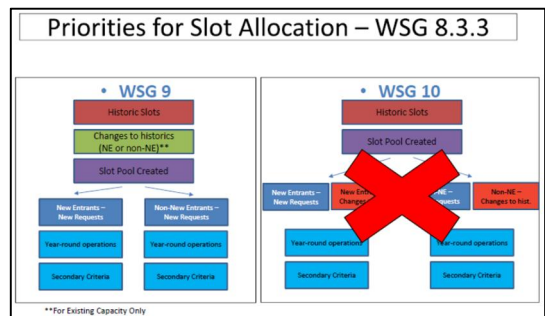 Priorities for Slot Allocation – WSG 8.3.3
• WSG 9
Historic Slots
Changes to historics
(NE or non-NE)**
Slot Pool Created
New Entrants –
New Requests
Non-New Entrants –
New Requests
Year-round operations
Year-round operations
Secondary Criteria
Secondary Criteria
• WSG 10
Historic Slots
Slot Pool Created
New Entrants –
New Requests
New
Changes
Non-NE –
Changes to hist.
Year-round operations
Year-round operations
Secondary Criteria
Secondary Criteria
**For Existing Capacity Only